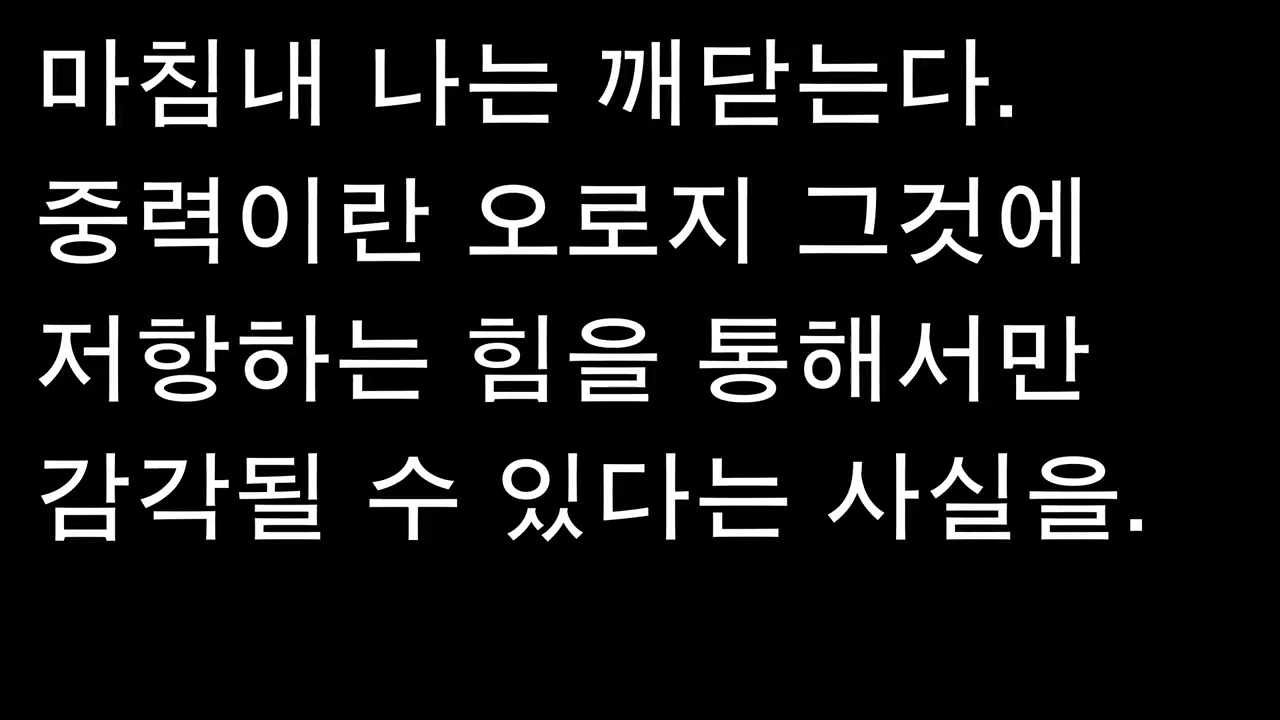 마침내 나는 깨닫는다.
중력이란 오로지 그것에
저항하는 힘을 통해서만
감각될 수 있다는 사실을.